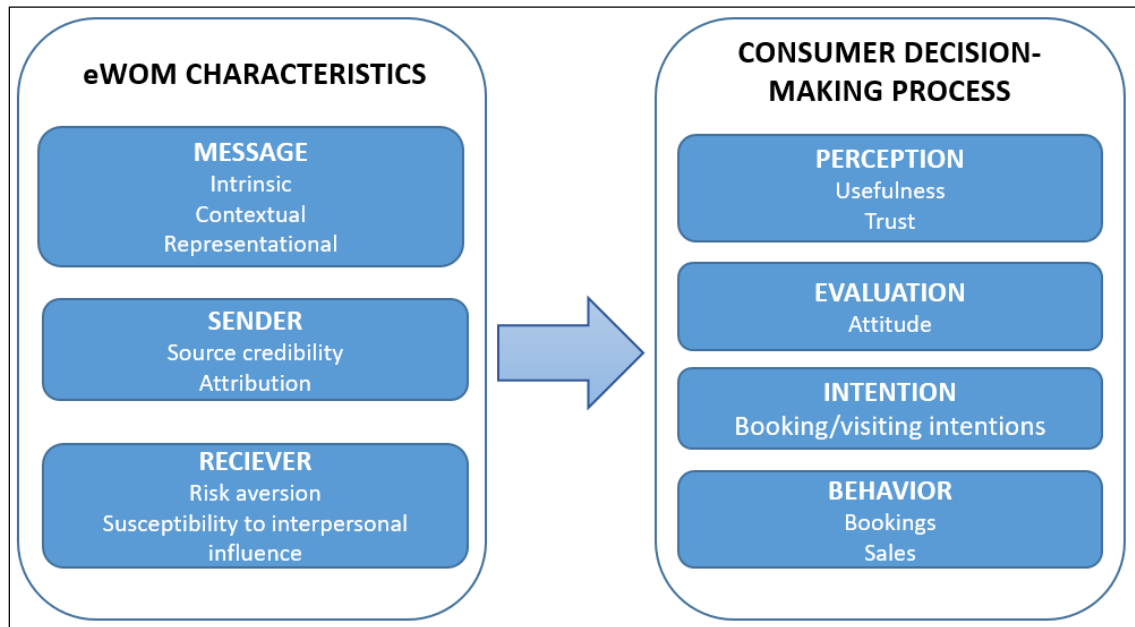 eWOM CHARACTERISTICS
MESSAGE
Intrinsic
Contextual
Representational
SENDER
Source credibility
Attribution
RECIEVER
Risk aversion
Susceptibility to interpersonal
influence
CONSUMER DECISION-
MAKING PROCESS
PERCEPTION
Usefulness
Trust
EVALUATION
Attitude
INTENTION
Booking/visiting intentions
BEHAVIOR
Bookings
Sales